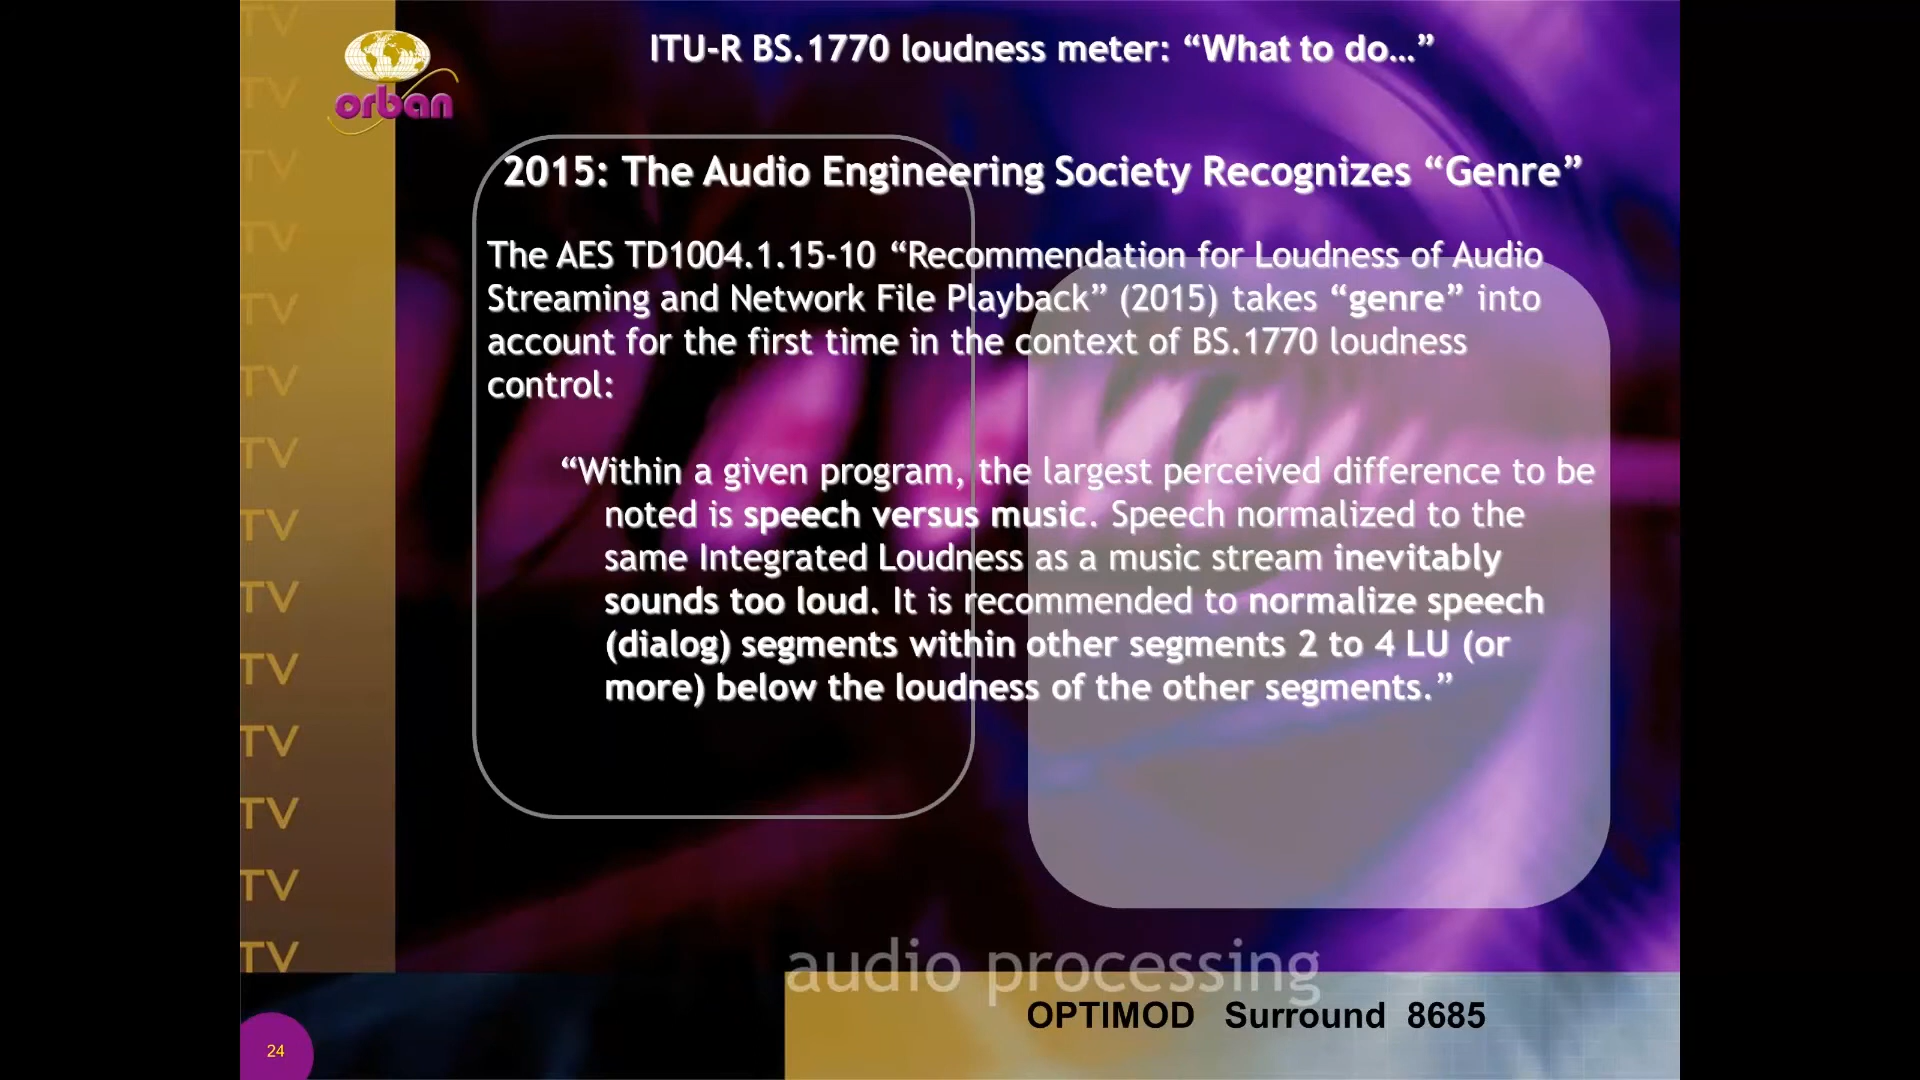 ITU-R BS.1770 loudness meter: “What to do…”
orban
2015: The Audio Engineering Society Recognizes “Genre”
The AES TD1004.1.15-10 “Recommendation for Loudness of Audio
Streaming and Network File Playback” (2015) takes “genre” into
account for the first time in the context of BS.1770 loudness
control:
“Within a given program, the largest perceived difference to be
noted is speech versus music. Speech normalized to the
same Integrated Loudness as a music stream inevitably
sounds too loud. It is recommended to normalize speech
(dialog) segments within other segments 2 to 4 LU (or
more) below the loudness of the other segments.”
TV
TV
TV
TV
TV
TV
TV
TV
TV
TV
TV
TV
TV
TV
audio processing
OPTIMOD Surround 8685
24